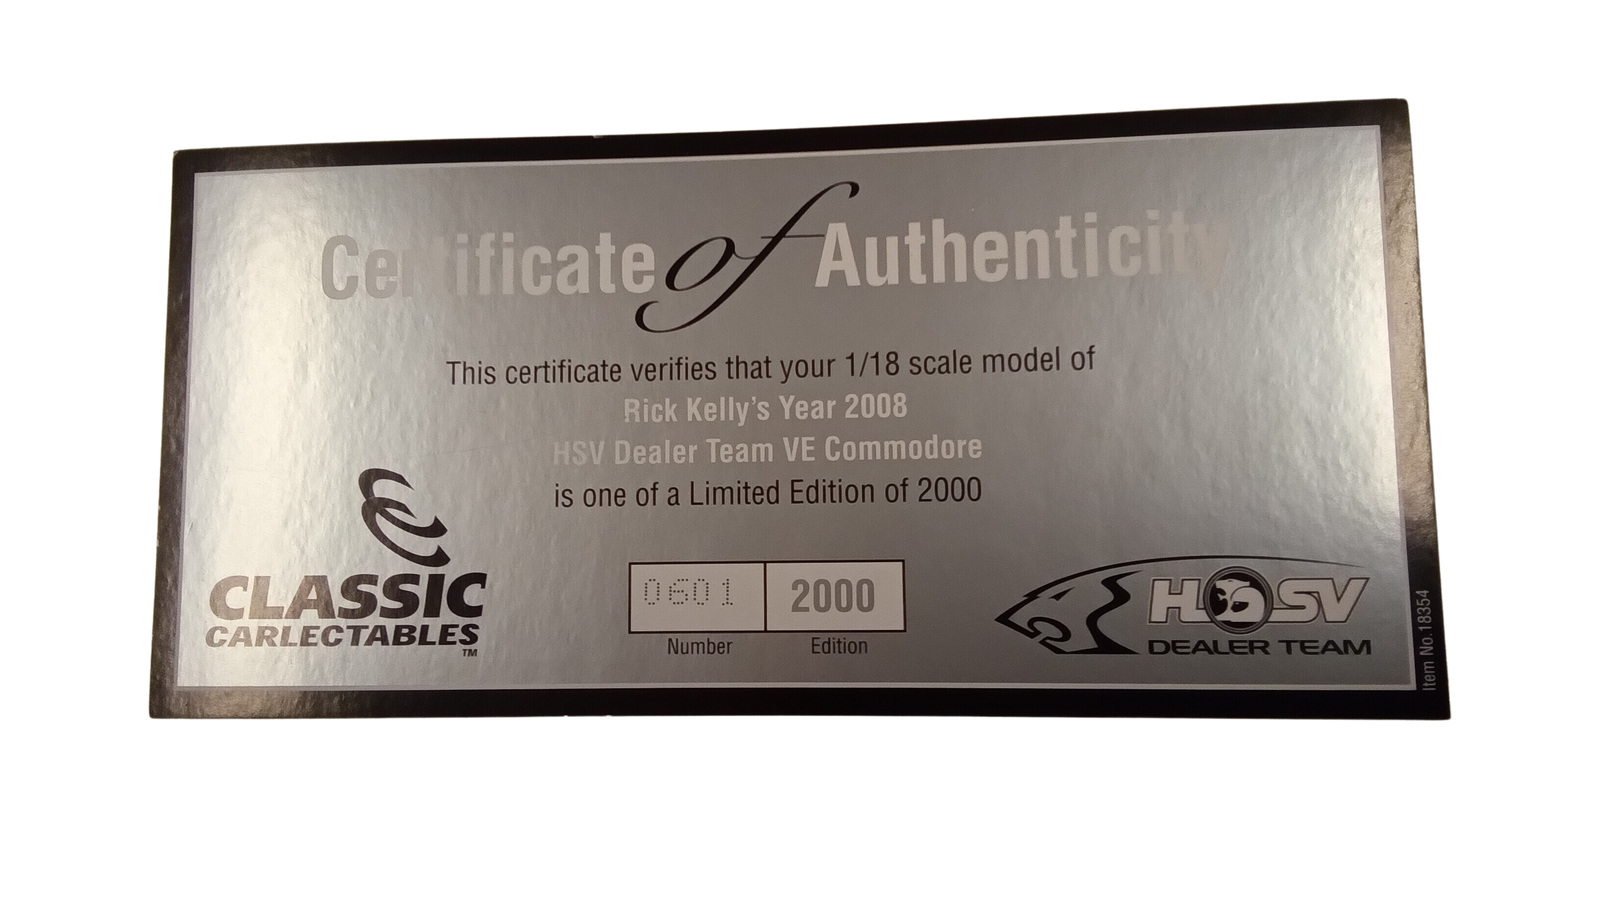 Certificate of Authenticity
This certificate verifies that your 1/18 scale model of
Rick Kelly's Year 2008
HSV Dealer Team VE Commodore
is one of a Limited Edition of 2000
CLASSIC
CARLECTABLES
TM
0601 2000
Number Edition
HSV
DEALER TEAM
Item No.18354